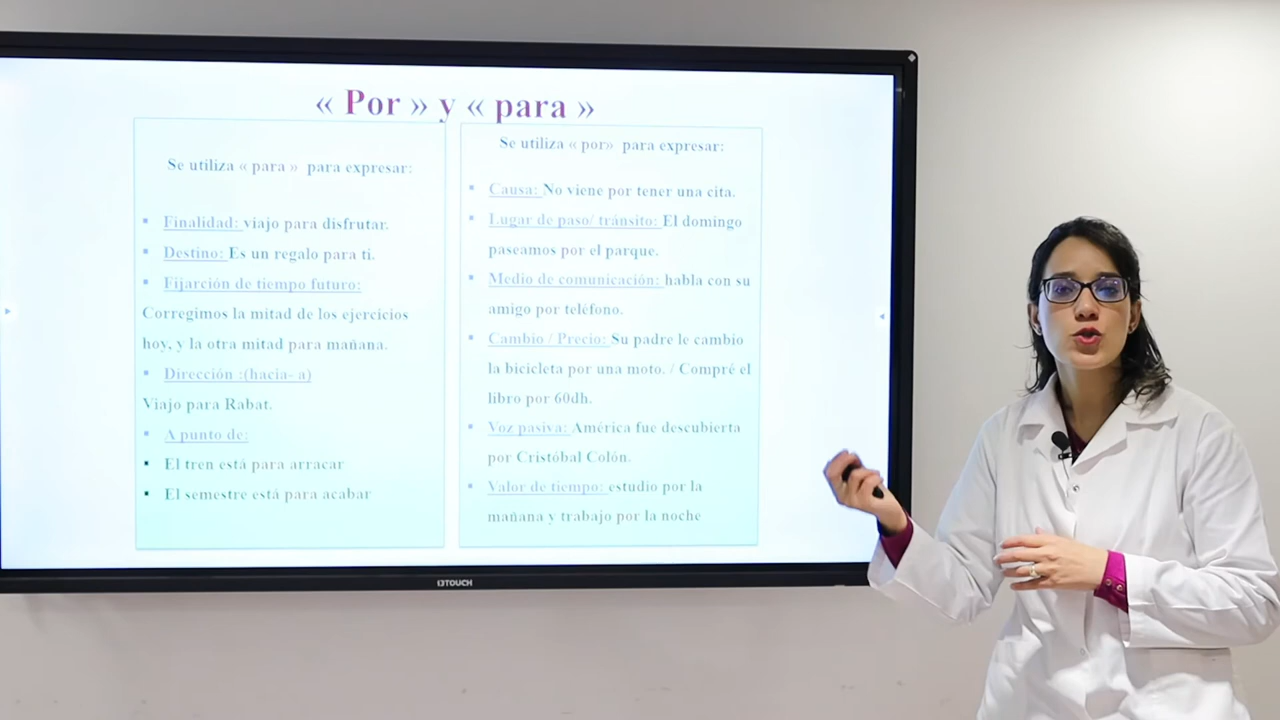 « Por » y « para »
Se utiliza « para » para expresar:
▪ Finalidad: viajo para disfrutar.
▪ Destino: Es un regalo para ti.
▪ Fijarción de tiempo futuro:
Corregimos la mitad de los ejercicios
hoy, y la otra mitad para mañana.
▪ Dirección :(hacia- a)
Viajo para Rabat.
▪ A punto de:
▪ El tren está para arracar
▪ El semestre está para acabar
Se utiliza « por» para expresar:
▪ Causa: No viene por tener una cita.
▪ Lugar de paso/ tránsito: El domingo
paseamos por el parque.
▪ Medio de comunicación: habla con su
amigo por teléfono.
▪ Cambio / Precio: Su padre le cambio
la bicicleta por una moto. / Compré el
libro por 60dh.
▪ Voz pasiva: América fue descubierta
por Cristóbal Colón.
▪ Valor de tiempo: estudio por la
mañana y trabajo por la noche
i3TOUCH